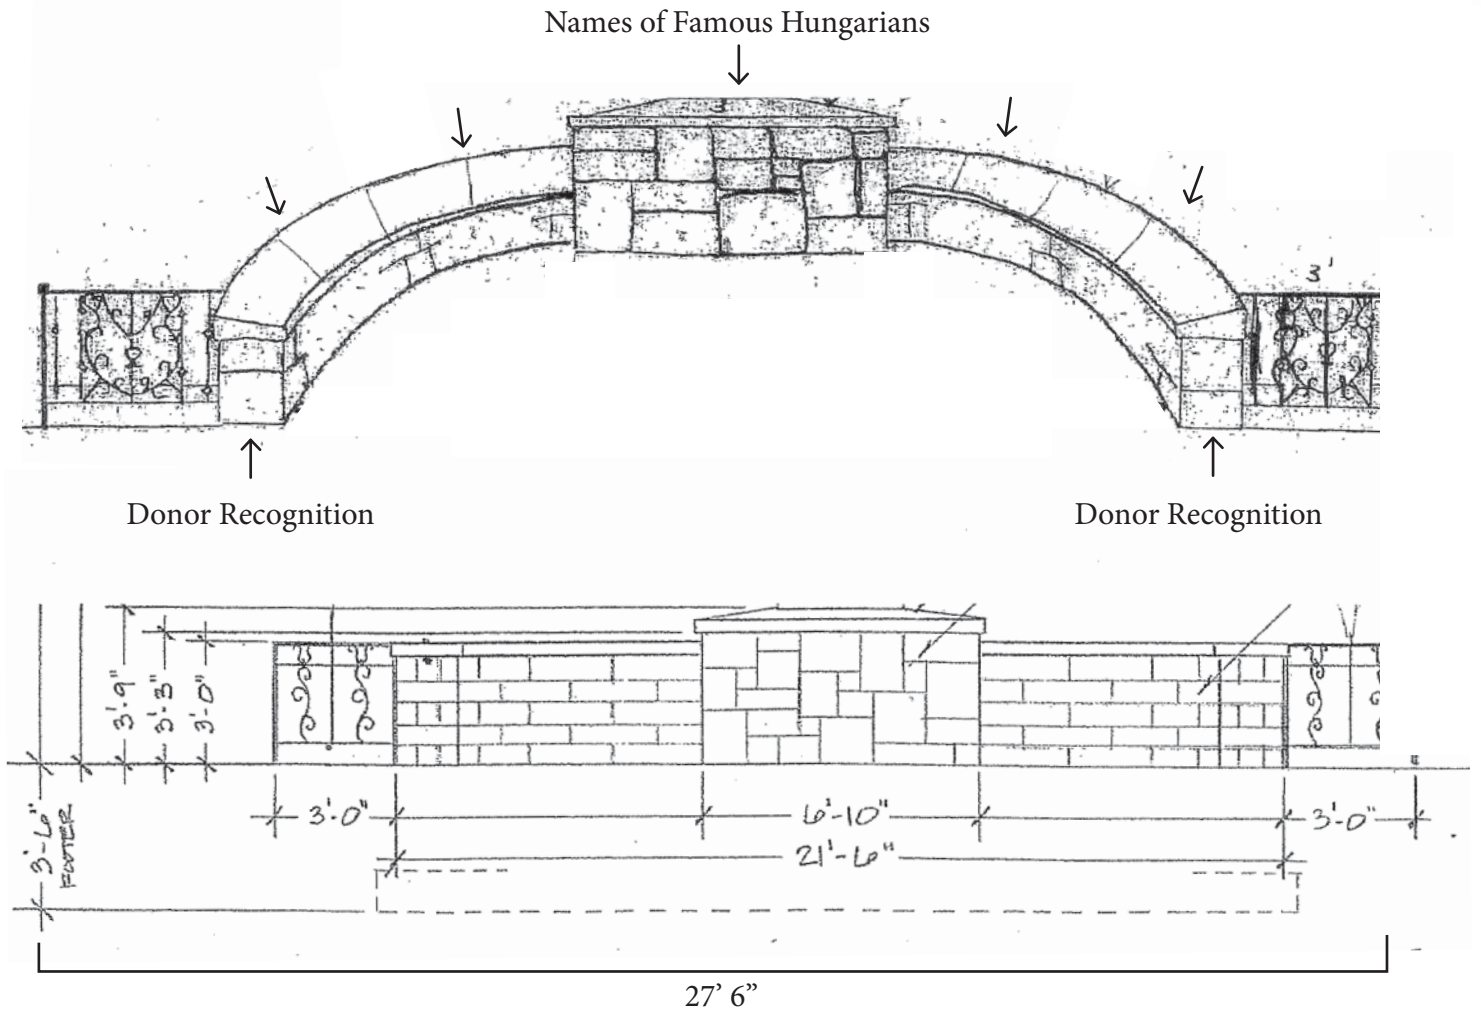 Names of Famous Hungarians
3'
Donor Recognition
Donor Recognition
3'-9"
3'-3"
3'-0"
3'-0"
6'-10"
3'-0"
21'-6"
3'-6"
FOOTER
27’ 6”